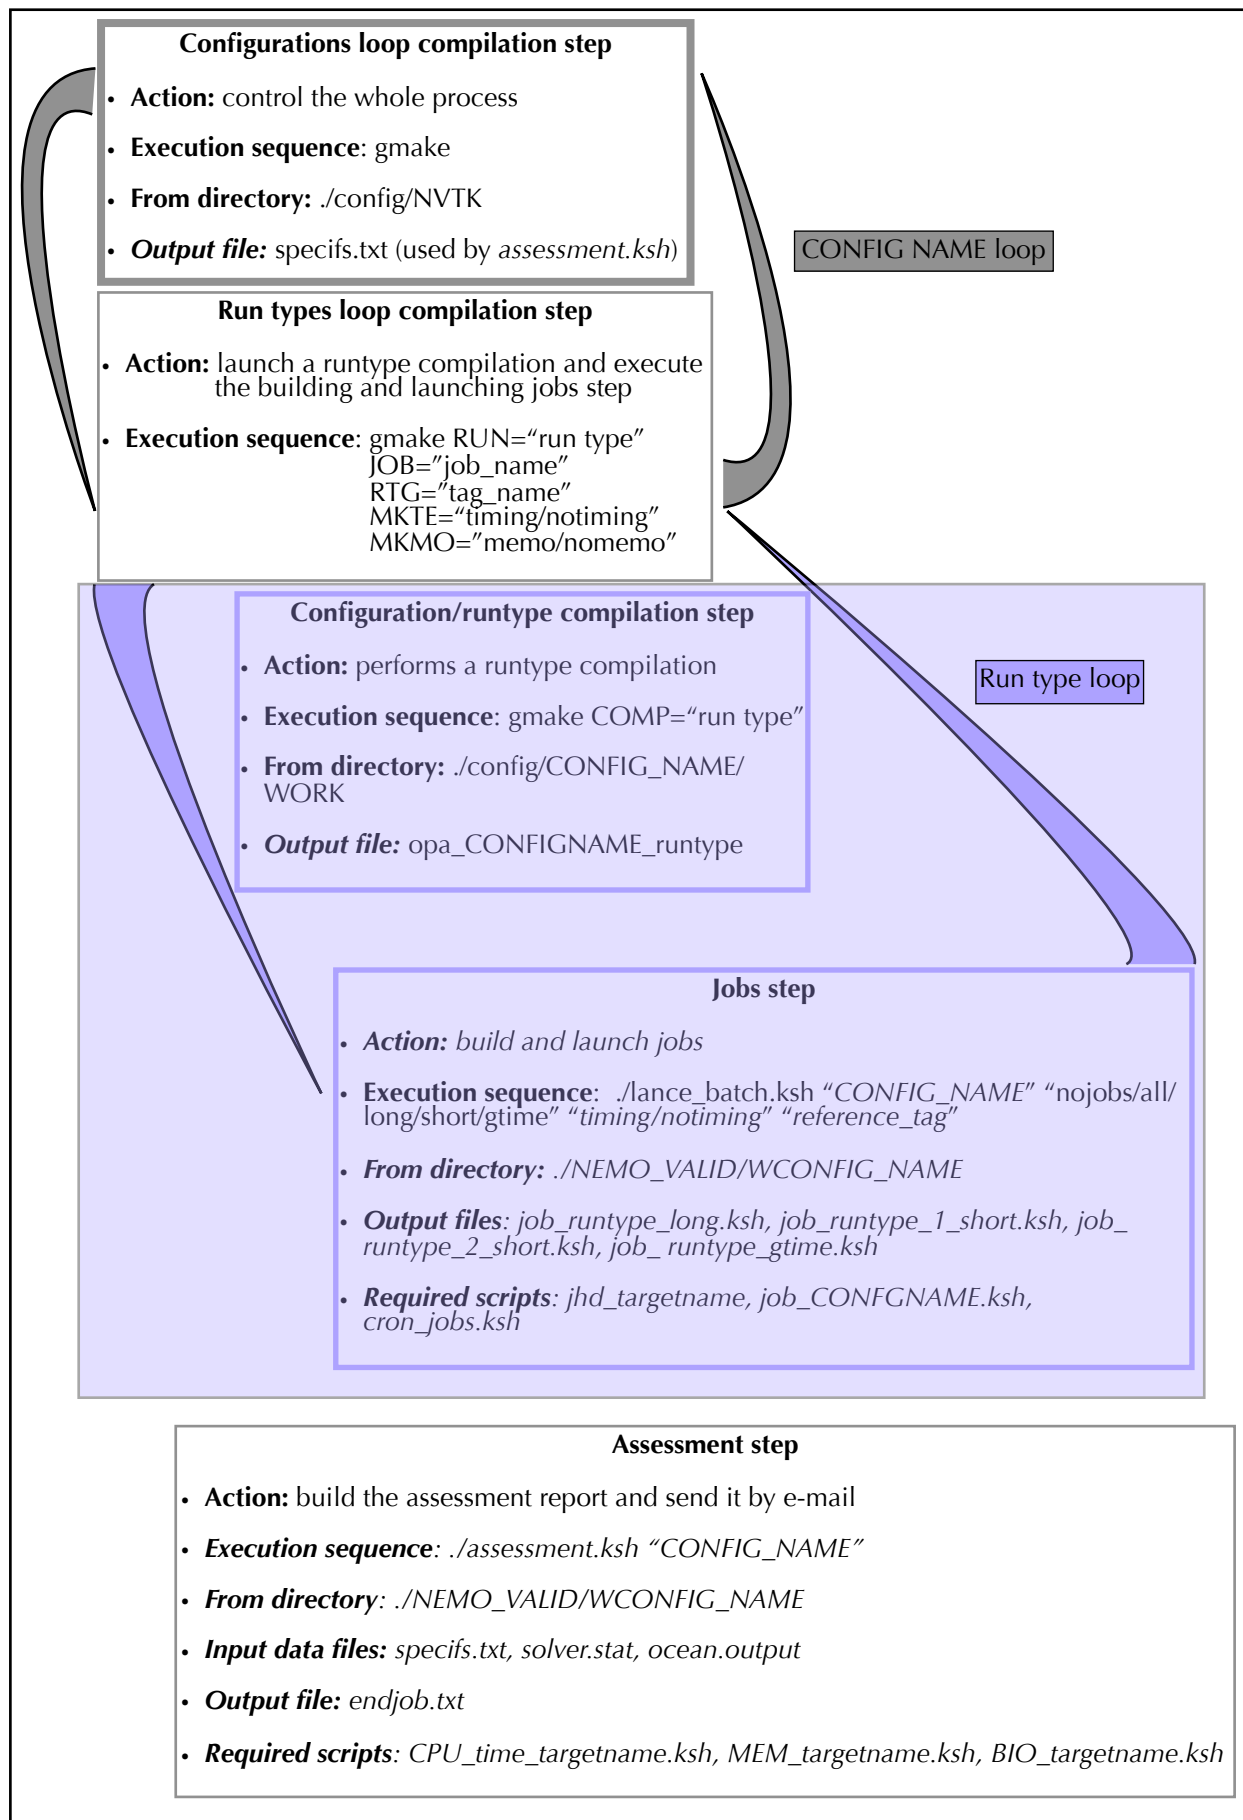 Configurations loop compilation step
• Action: control the whole process
• Execution sequence: gmake
• From directory: ./config/NVTK
• Output file: specifs.txt (used by assessment.ksh)
CONFIG NAME loop
Run types loop compilation step
• Action: launch a runtype compilation and execute
the building and launching jobs step
• Execution sequence: gmake RUN=“run type”
JOB=”job_name”
RTG=”tag_name”
MKTE=“timing/notiming”
MKMO=”memo/nomemo”
Configuration/runtype compilation step
• Action: performs a runtype compilation
• Execution sequence: gmake COMP=“run type”
• From directory: ./config/CONFIG_NAME/
WORK
• Output file: opa_CONFIGNAME_runtype
Run type loop
Jobs step
• Action: build and launch jobs
• Execution sequence:  ./lance_batch.ksh “CONFIG_NAME” “nojobs/all/
long/short/gtime” “timing/notiming” “reference_tag”
• From directory: ./NEMO_VALID/WCONFIG_NAME
• Output files: job_runtype_long.ksh, job_runtype_1_short.ksh, job_
runtype_2_short.ksh, job_ runtype_gtime.ksh
• Required scripts: jhd_targetname, job_CONFGNAME.ksh,
cron_jobs.ksh
Assessment step
• Action: build the assessment report and send it by e-mail
• Execution sequence: ./assessment.ksh “CONFIG_NAME”
• From directory: ./NEMO_VALID/WCONFIG_NAME
• Input data files: specifs.txt, solver.stat, ocean.output
• Output file: endjob.txt
• Required scripts: CPU_time_targetname.ksh, MEM_targetname.ksh, BIO_targetname.ksh